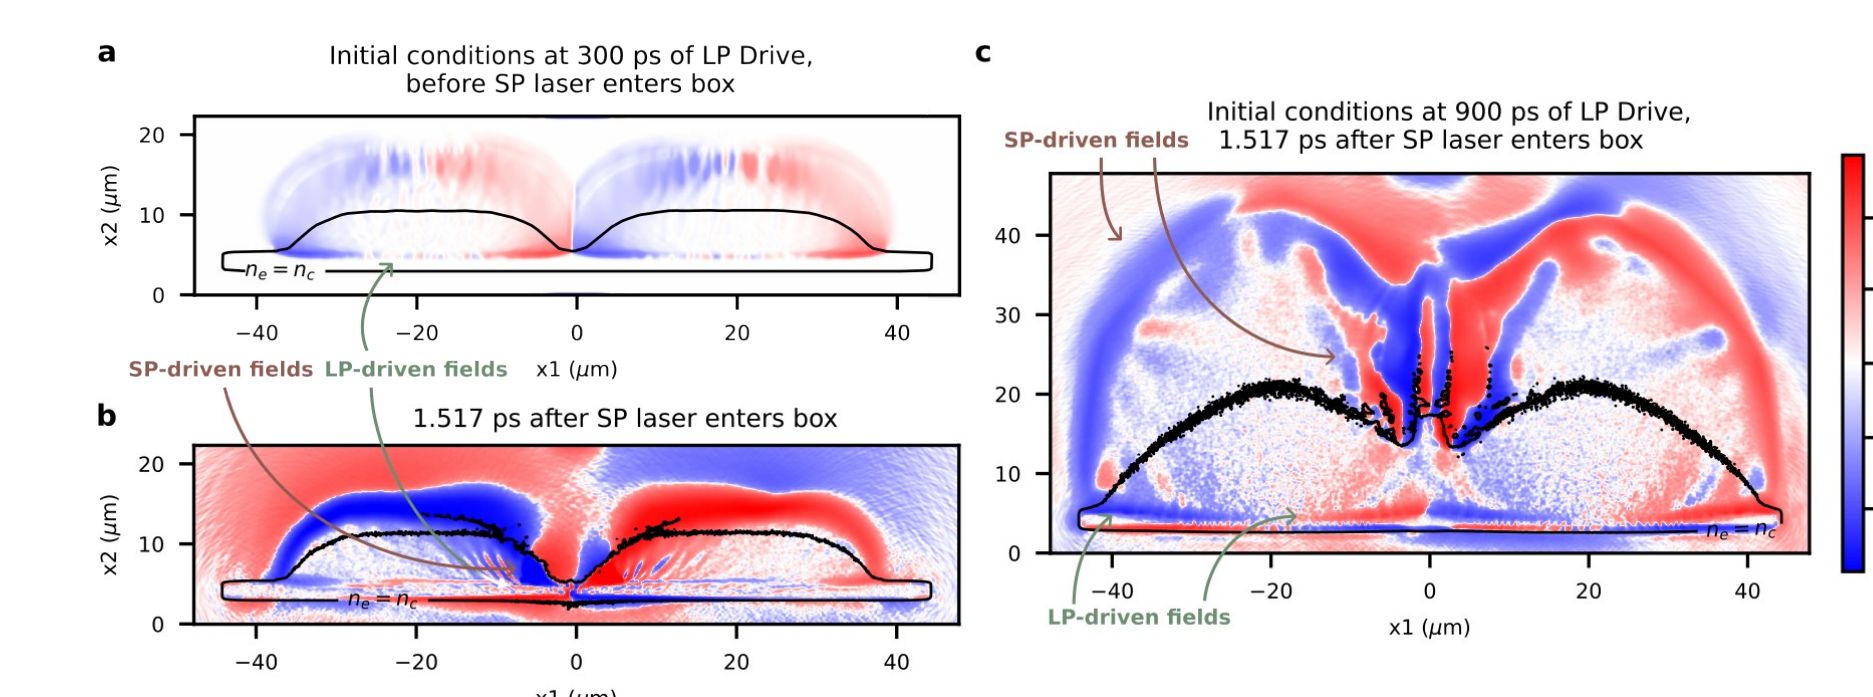 a
Initial conditions at 300 ps of LP Drive,
before SP laser enters box
x2 (μm)
20
10
0
n_e = n_c
−40
−20
0
20
40
x1 (μm)
SP-driven fields
LP-driven fields
b
1.517 ps after SP laser enters box
x2 (μm)
20
10
0
n_e = n_c
−40
−20
0
20
40
x1 (μm)
c
Initial conditions at 900 ps of LP Drive,
1.517 ps after SP laser enters box
SP-driven fields
40
30
20
10
0
n_e = n_c
−40
−20
0
20
40
LP-driven fields
x1 (μm)